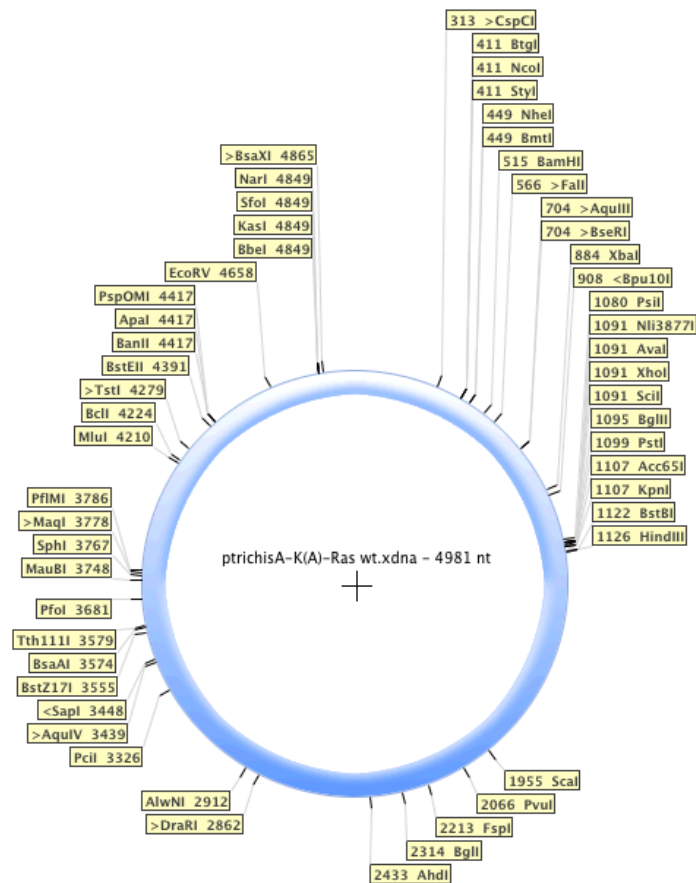 313 >CspCI
411 BtgI
411 NcoI
411 StyI
449 NheI
449 BmtI
515 BamHI
566 >FalI
704 >AquIII
704 >BseRI
884 XbaI
908 <Bpu10I
1080 PsiI
1091 Nli3877I
1091 AvaI
1091 XhoI
1091 SciI
1095 BglII
1099 PstI
1107 Acc65I
1107 KpnI
1122 BstBI
1126 HindIII
>BsaXI 4865
NarI 4849
SfoI 4849
KasI 4849
BbeI 4849
EcoRV 4658
PspOMI 4417
ApaI 4417
BanII 4417
BstEII 4391
>TstI 4279
BclI 4224
MluI 4210
PflMI 3786
>MaqI 3778
SphI 3767
MauBI 3748
PfoI 3681
Tth111I 3579
BsaAI 3574
BstZ17I 3555
<SapI 3448
>AquIV 3439
PciI 3326
ptrichisA-K(A)-Ras wt.xdna - 4981 nt
AlwNI 2912
>DraRI 2862
1955 ScaI
2066 PvuI
2213 FspI
2314 BglI
2433 AhdI